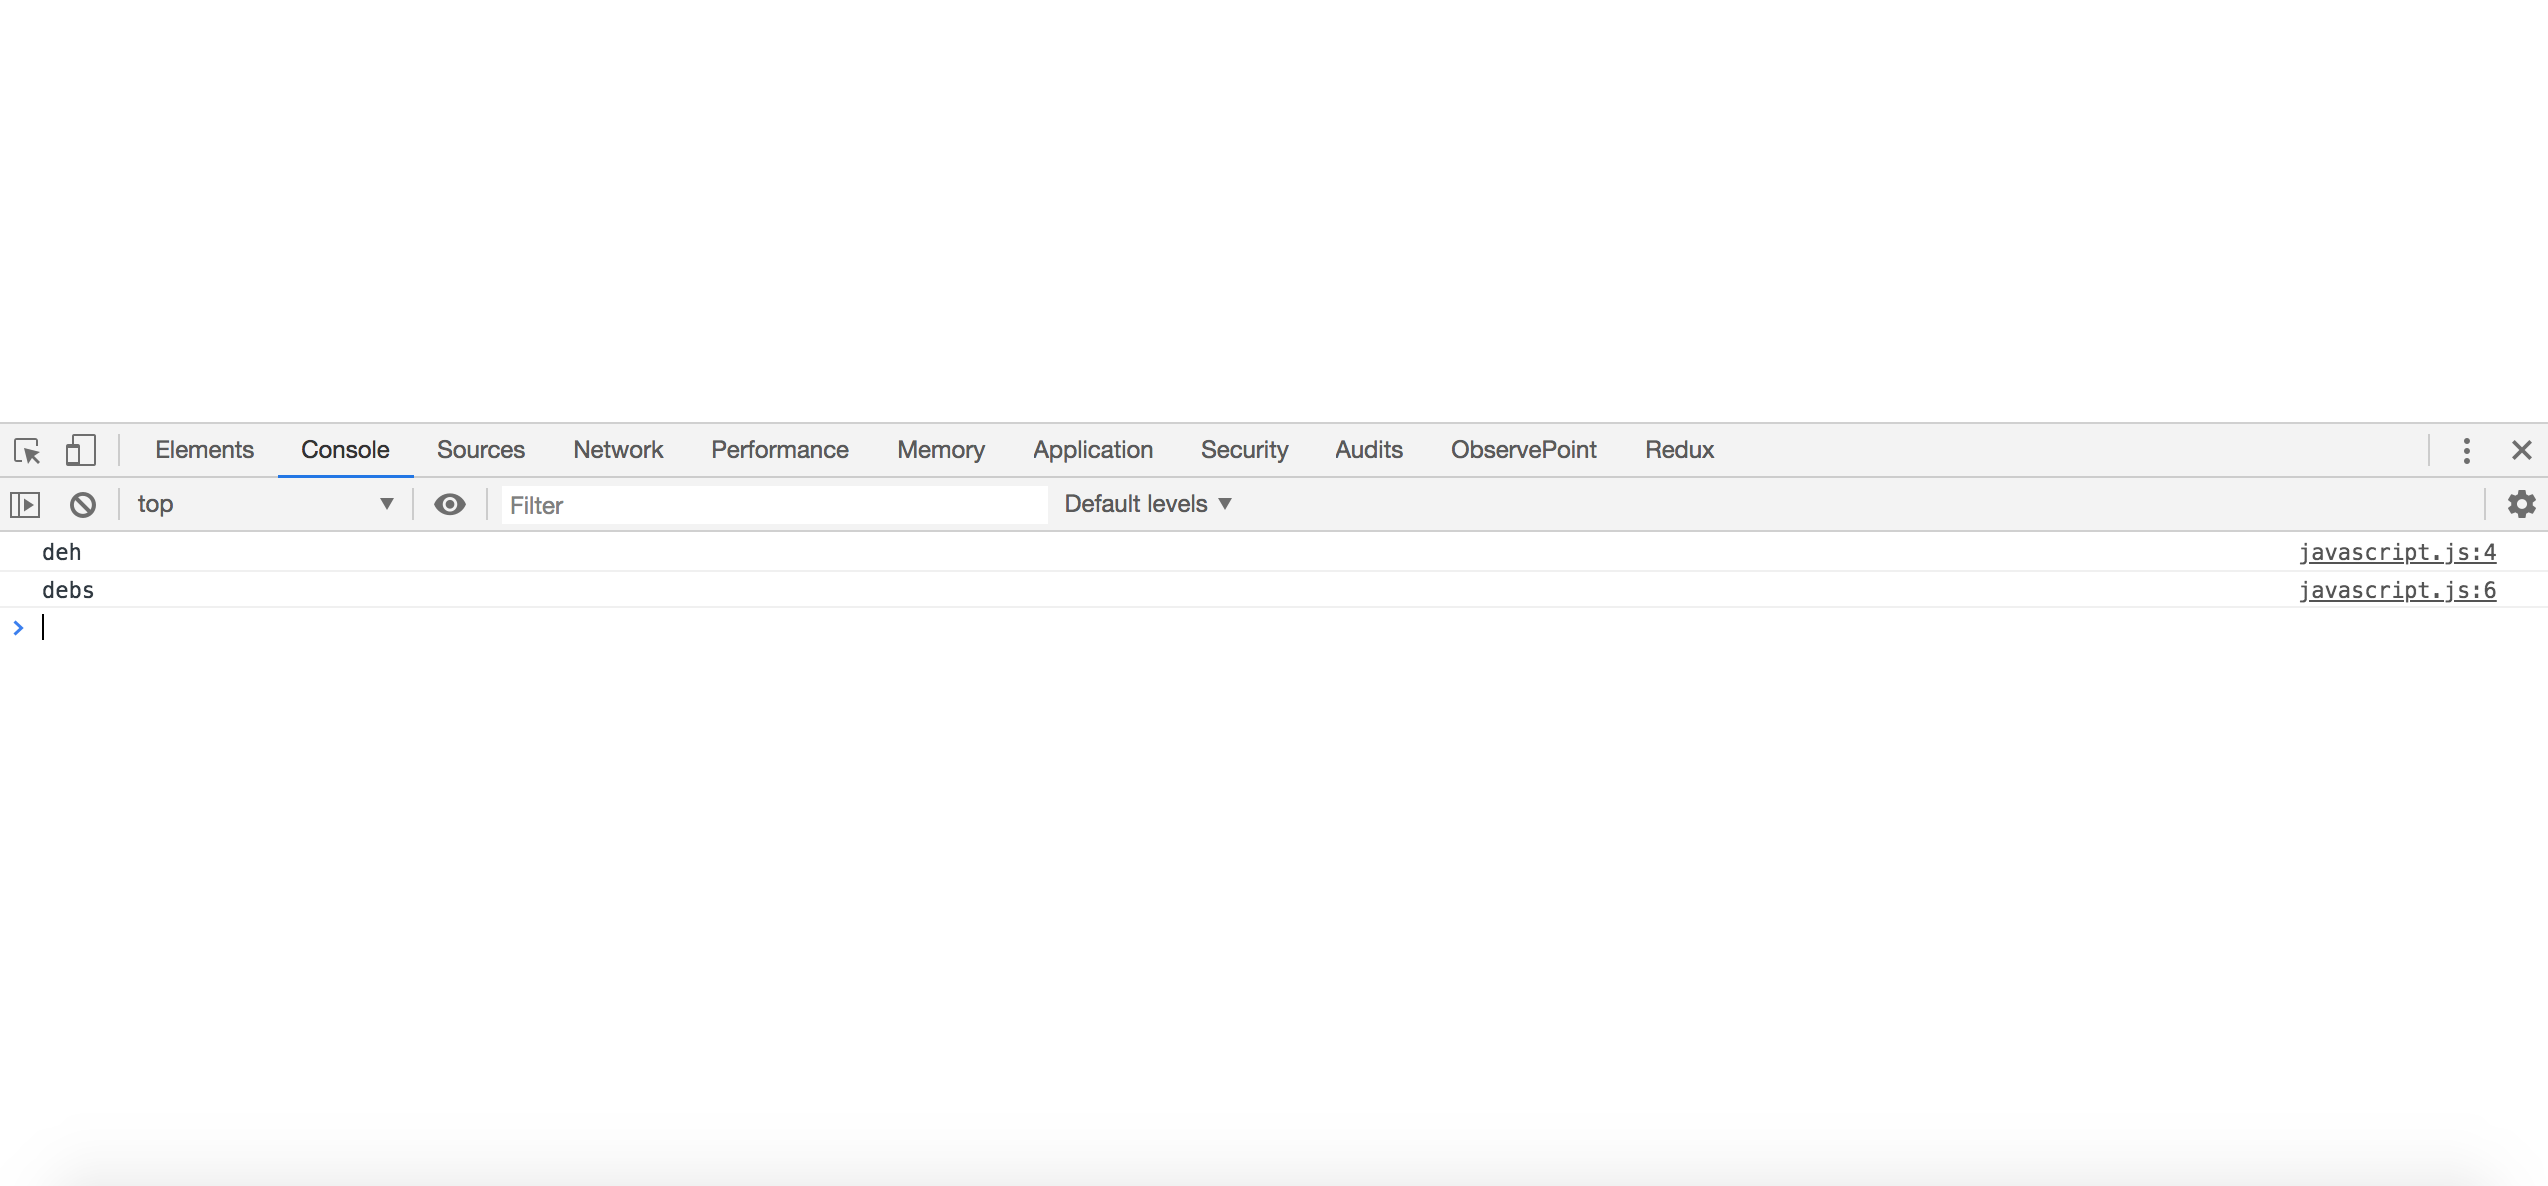 Elements Console Sources Network Performance Memory Application Security Audits ObservePoint Redux
top Filter Default levels
deh javascript.js:4
debs javascript.js:6